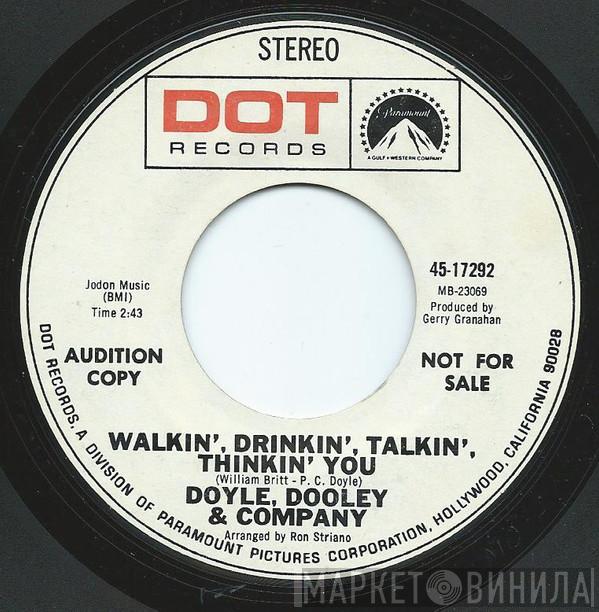 STEREO
DOT
RECORDS
Paramount
A GULF + WESTERN COMPANY
45-17292
MB-23069
Produced by
Gerry Granahan
Jodon Music
(BMI)
Time 2:43
AUDITION
COPY
NOT FOR
SALE
WALKIN', DRINKIN', TALKIN',
THINKIN' YOU
(William Britt - P. C. Doyle)
DOYLE, DOOLEY
& COMPANY
Arranged by Ron Striano
DOT RECORDS, A DIVISION OF PARAMOUNT PICTURES CORPORATION, HOLLYWOOD, CALIFORNIA 90028
МАРКЕТ ВИНИЛА